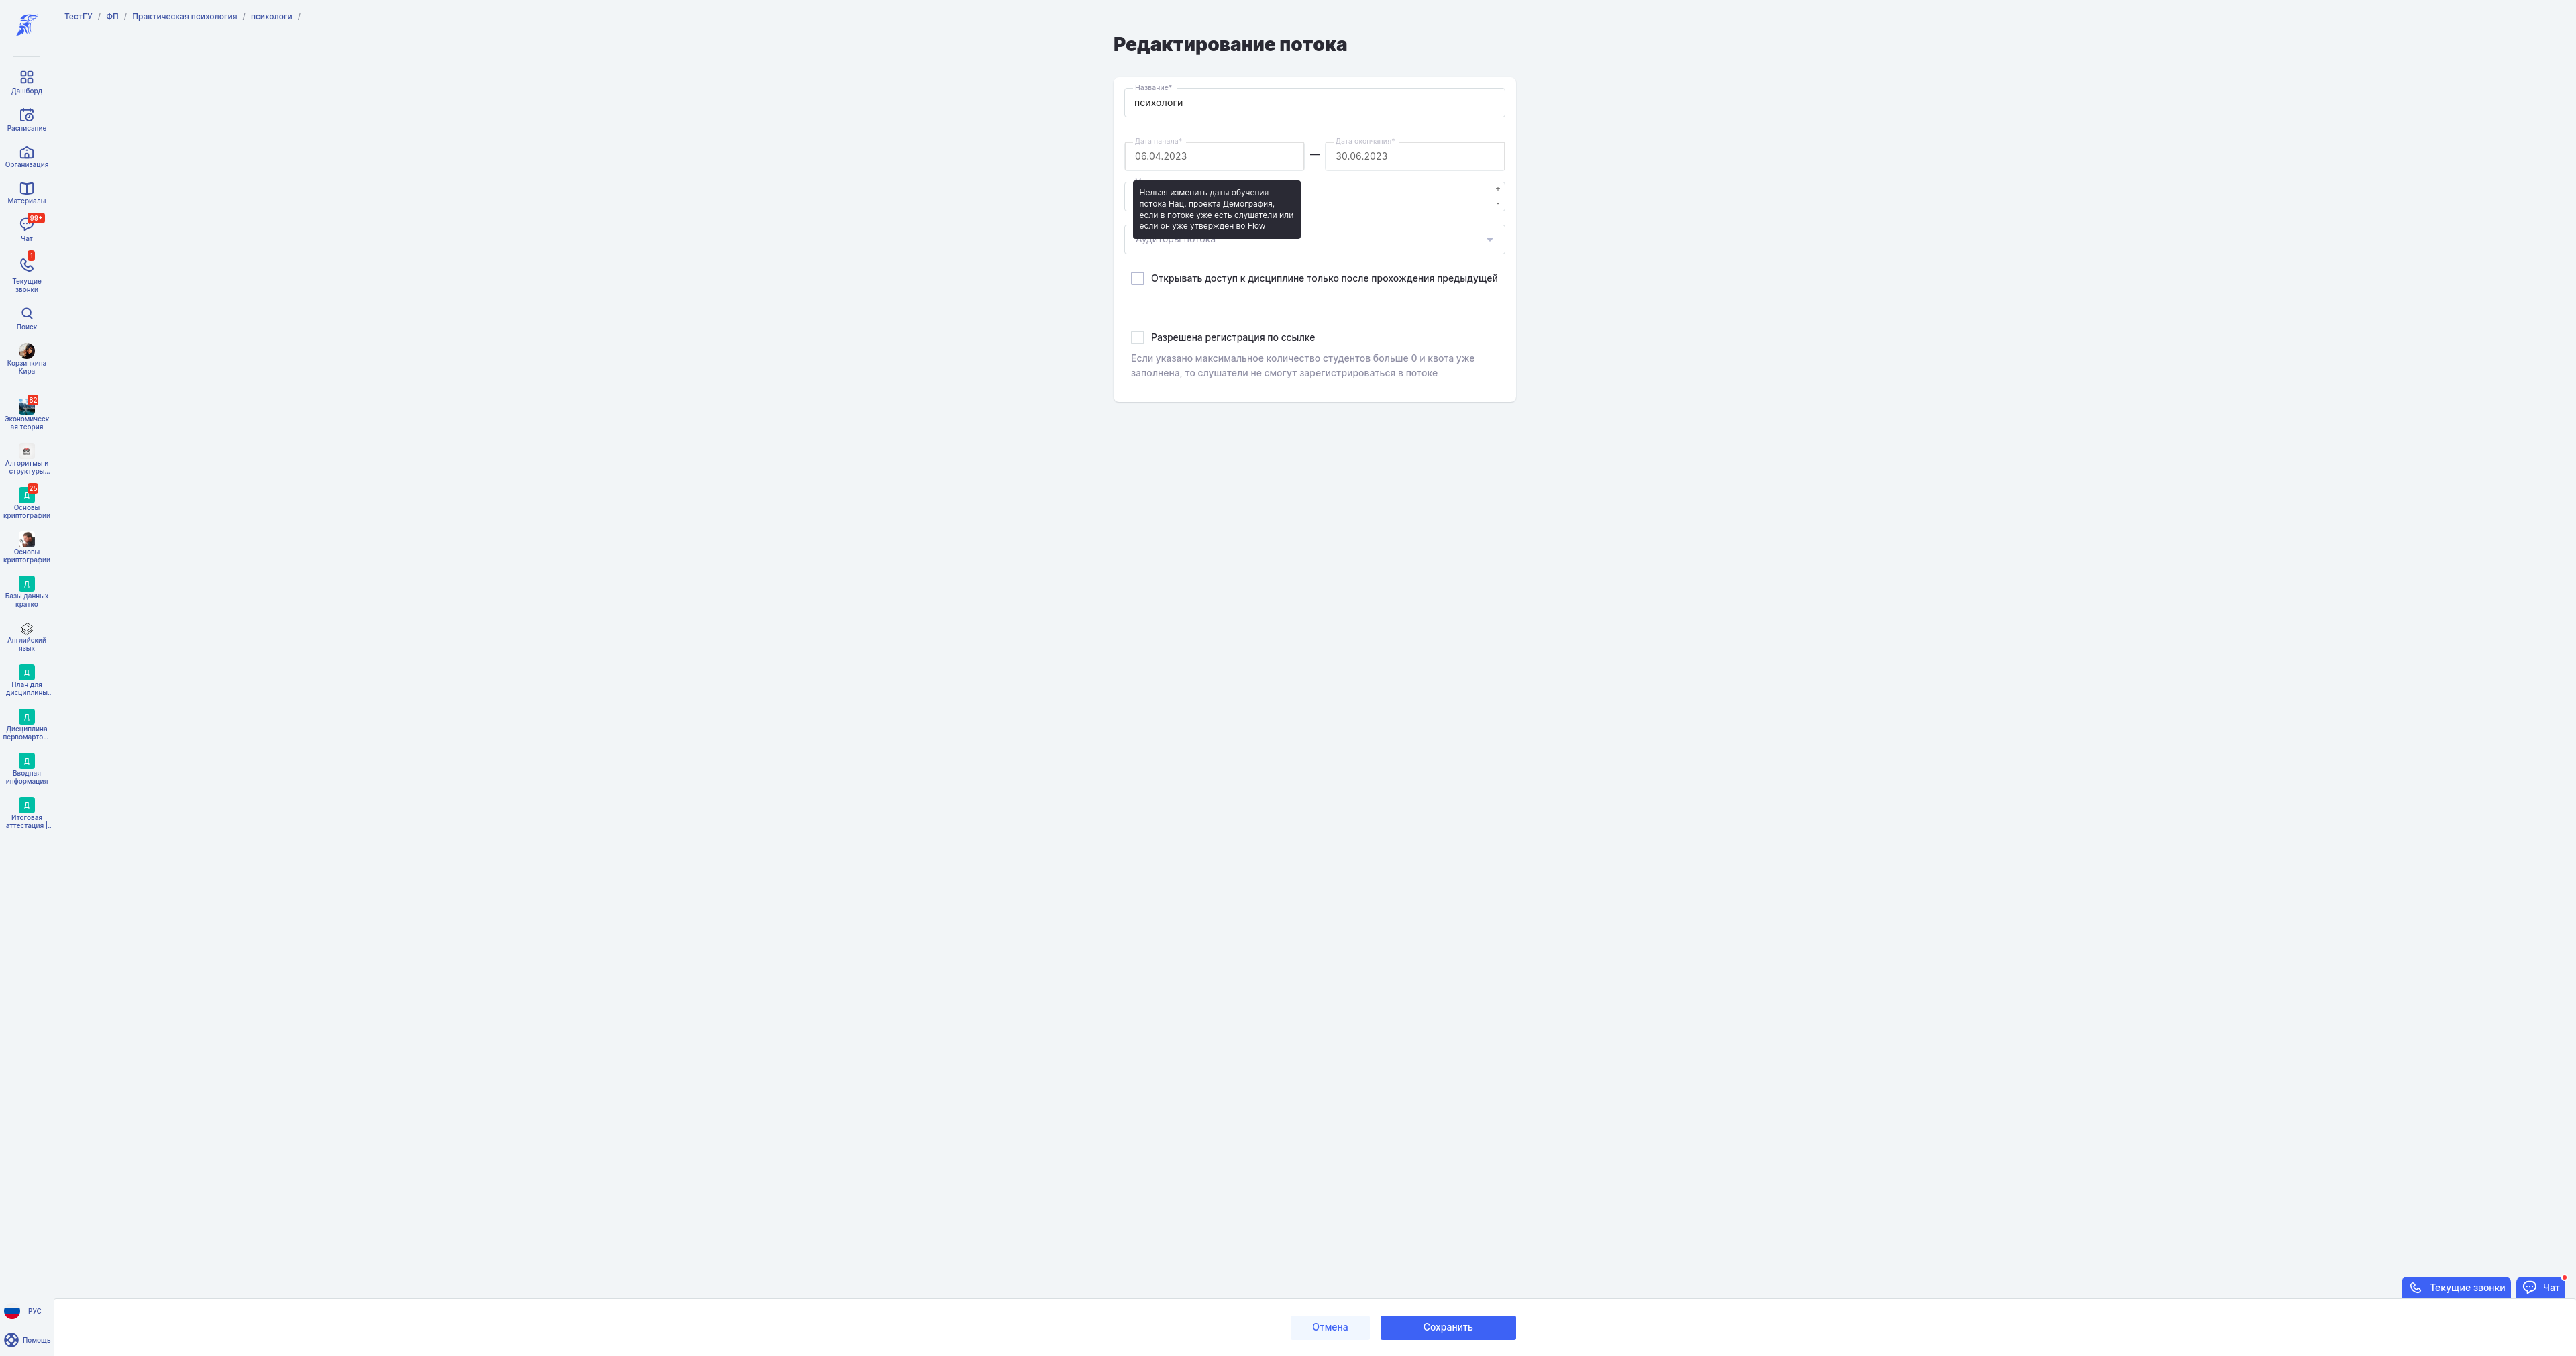 ТестГУ / ФП / Практическая психология / психологи /
Редактирование потока
Название*
психологи
Дата начала*
06.04.2023
—
Дата окончания*
30.06.2023
Нельзя изменить даты обучения
потока Нац. проекта Демография,
если в потоке уже есть слушатели или
если он уже утвержден во Flow
+
-
Аудиторы потока
Открывать доступ к дисциплине только после прохождения предыдущей
Разрешена регистрация по ссылке
Если указано максимальное количество студентов больше 0 и квота уже
заполнена, то слушатели не смогут зарегистрироваться в потоке
Дашборд
Расписание
Организация
Материалы
99+
Чат
1
Текущие
звонки
Поиск
Корзинкина
Кира
82
Экономическ
ая теория
Алгоритмы и
структуры...
Д
25
Основы
криптографии
Основы
криптографии
Д
Базы данных
кратко
Английский
язык
Д
План для
дисциплины..
Д
Дисциплина
первомарто...
Д
Вводная
информация
Д
Итоговая
аттестация |..
РУС
Помощь
Текущие звонки
Чат
Отмена
Сохранить